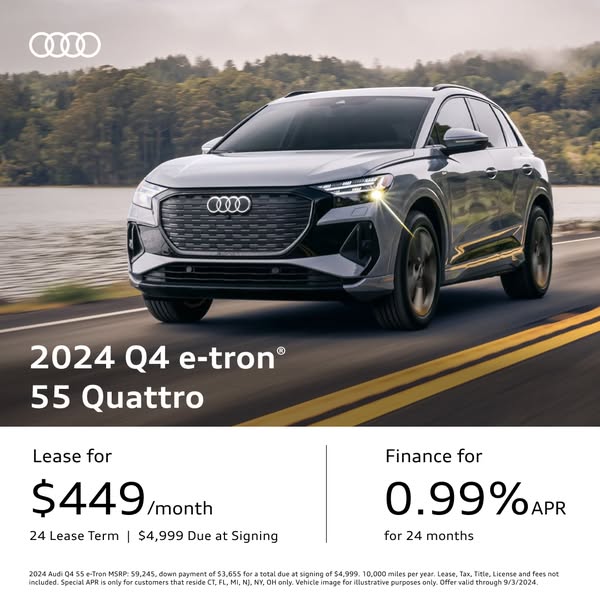 2024 Q4 e-tron®
55 Quattro
Lease for
$449/month
24 Lease Term | $4,999 Due at Signing
Finance for
0.99% APR
for 24 months
2024 Audi Q4 55 e-Tron MSRP: 59,245, down payment of $3,655 for a total due at signing of $4,999. 10,000 miles per year. Lease, Tax, Title, License and fees not
included. Special APR is only for customers that reside CT, FL, MI, NJ, NY, OH only. Vehicle image for illustrative purposes only. Offer valid through 9/3/2024.